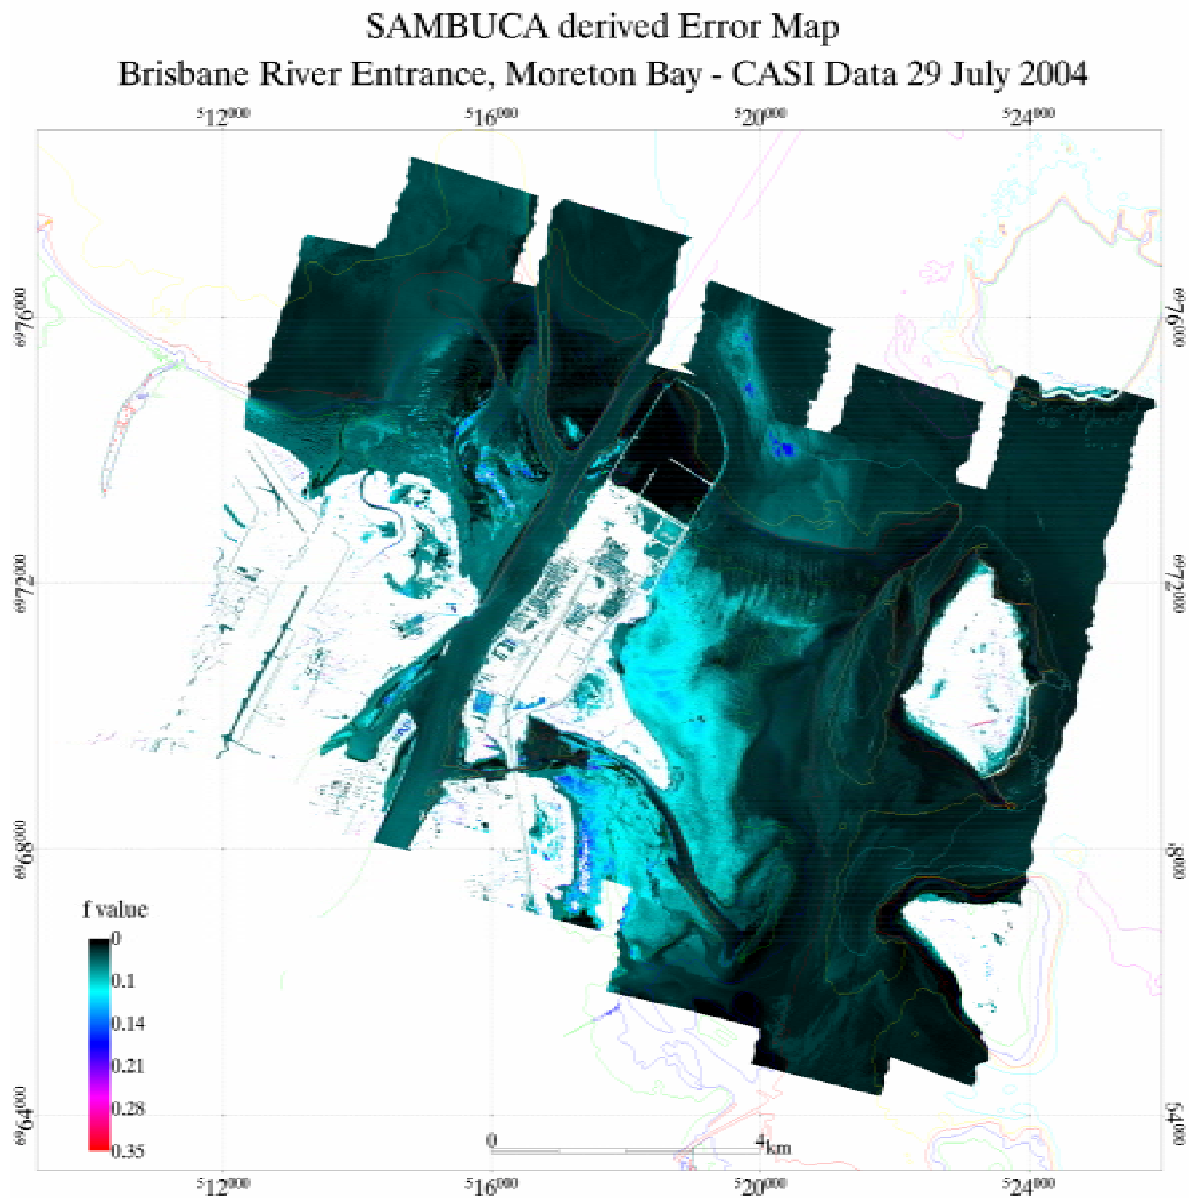 SAMBUCA derived Error Map
Brisbane River Entrance, Moreton Bay - CASI Data 29 July 2004
512000 516000 520000 524000
6976000 6976000
6972000 6972000
6968000 8000
6964000 54000
f value
0
0.1
0.14
0.21
0.28
0.35
0 4km
512000 516000 520000 524000